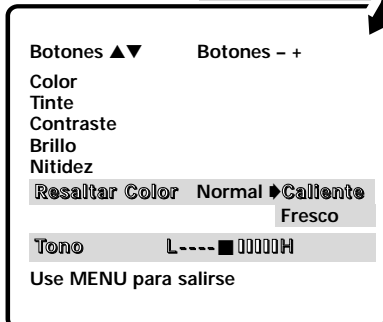 Botones ▲▼ Botones – +
Color
Tinte
Contraste
Brillo
Nitidez
Resaltar Color Normal ➧Caliente
Fresco
Tono L----■IIIIIIH
Use MENU para salirse